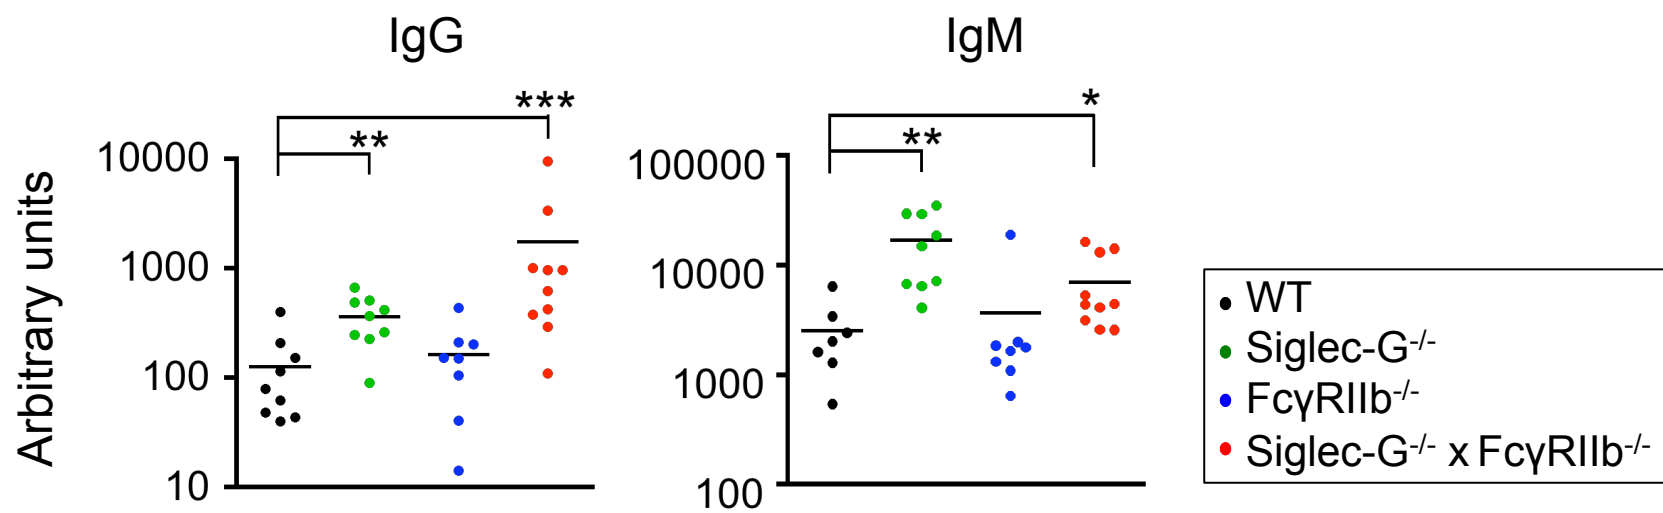 IgG
IgM
Arbitrary units
***
**
10000
1000
100
10
*
**
100000
10000
1000
100
WT
Siglec-G-/-
FcγRIIb-/-
Siglec-G-/- x FcγRIIb-/-